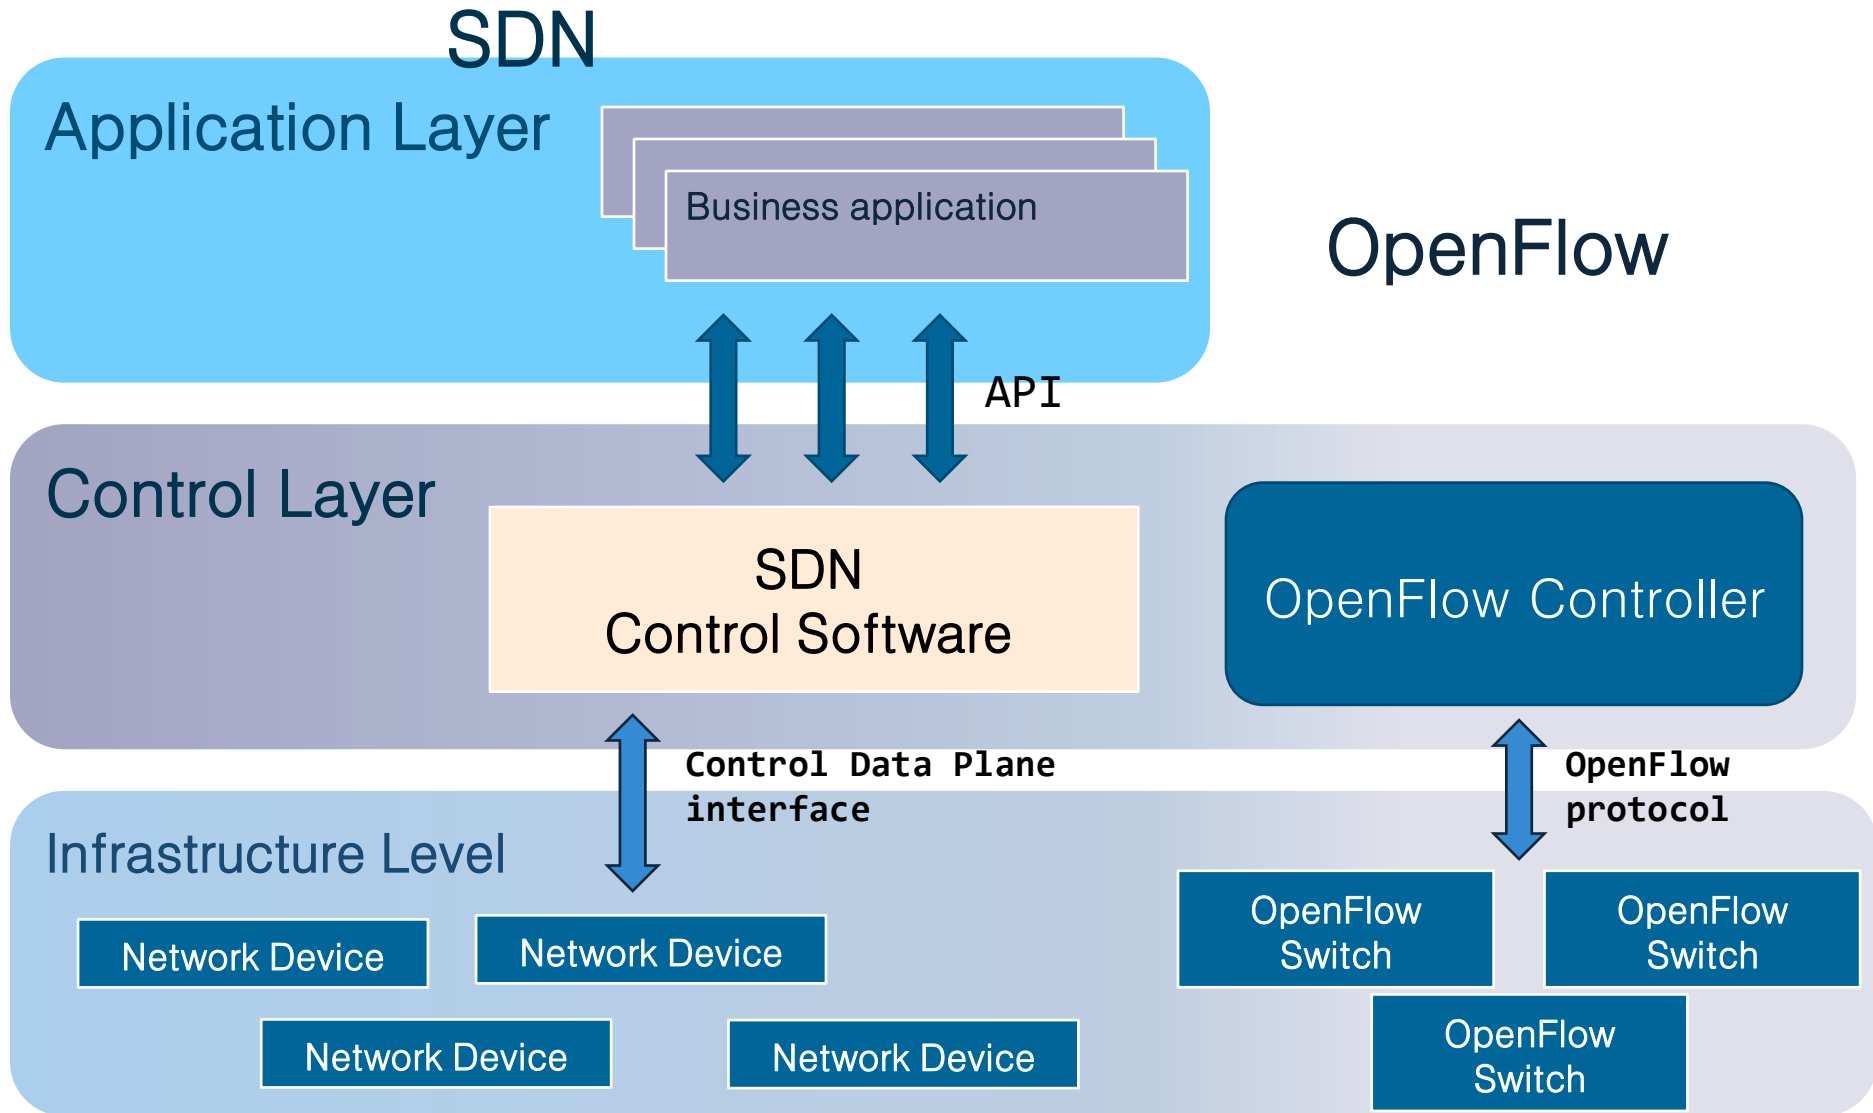 SDN
Application Layer
Business application
OpenFlow
API
Control Layer
SDN
Control Software
OpenFlow Controller
Control Data Plane
interface
OpenFlow
protocol
Infrastructure Level
Network Device
Network Device
Network Device
Network Device
OpenFlow
Switch
OpenFlow
Switch
OpenFlow
Switch